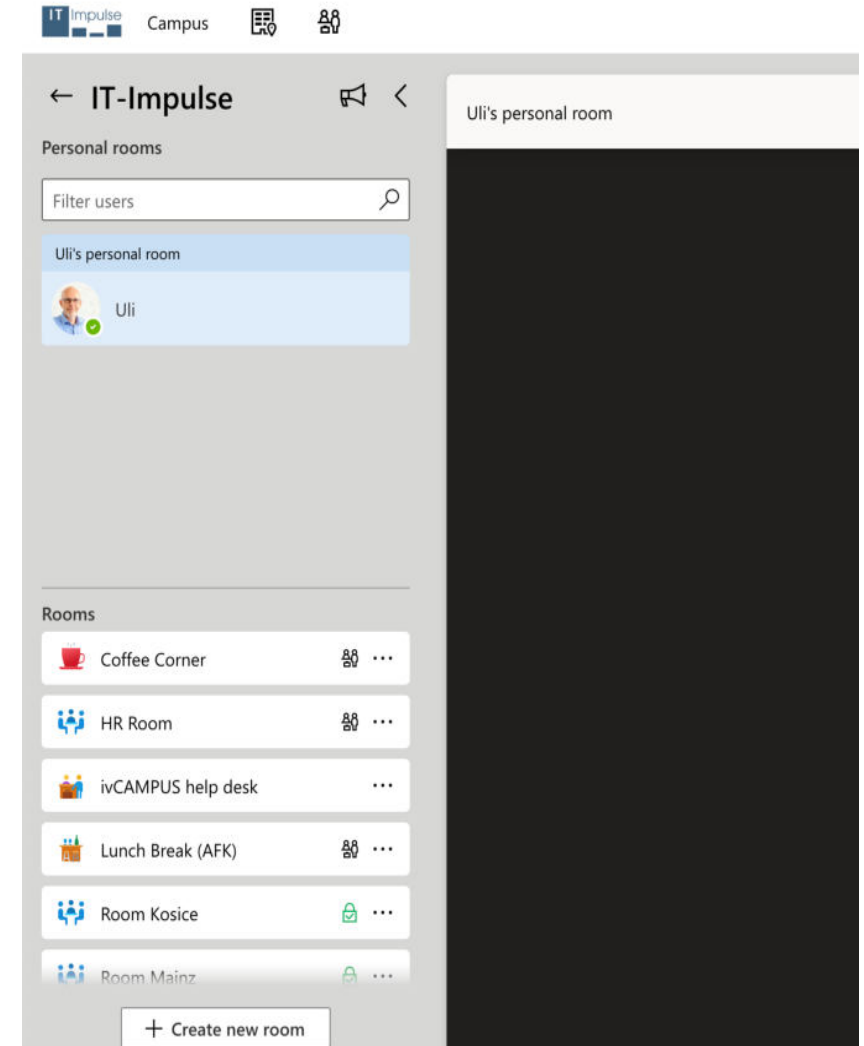 IT Impulse
Campus
IT-Impulse
Personal rooms
Filter users
Uli's personal room
Uli
Rooms
Coffee Corner
HR Room
ivCAMPUS help desk
Lunch Break (AFK)
Room Kosice
Room Mainz
+ Create new room
Uli's personal room